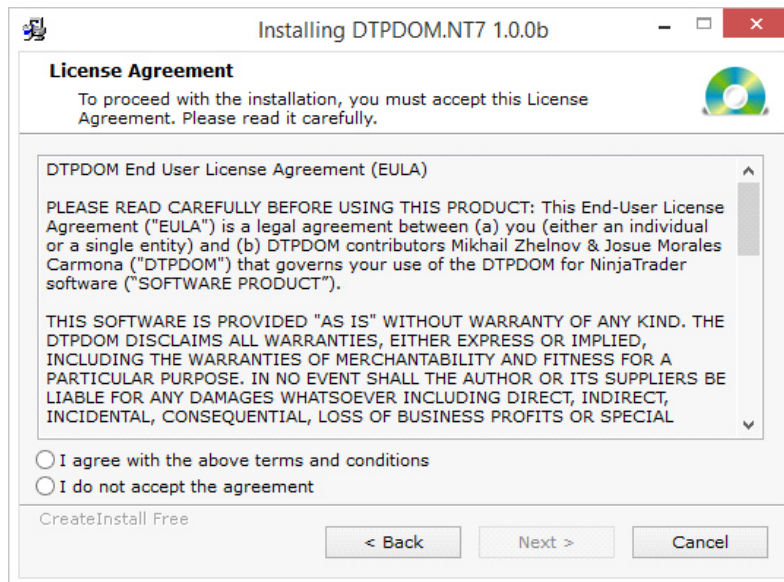 Installing DTPDOM.NT7 1.0.0b
License Agreement
To proceed with the installation, you must accept this License
Agreement. Please read it carefully.
DTPDOM End User License Agreement (EULA)
PLEASE READ CAREFULLY BEFORE USING THIS PRODUCT: This End-User License
Agreement ("EULA") is a legal agreement between (a) you (either an individual
or a single entity) and (b) DTPDOM contributors Mikhail Zhelnov & Josue Morales
Carmona ("DTPDOM") that governs your use of the DTPDOM for NinjaTrader
software (“SOFTWARE PRODUCT”).
THIS SOFTWARE IS PROVIDED "AS IS" WITHOUT WARRANTY OF ANY KIND. THE
DTPDOM DISCLAIMS ALL WARRANTIES, EITHER EXPRESS OR IMPLIED,
INCLUDING THE WARRANTIES OF MERCHANTABILITY AND FITNESS FOR A
PARTICULAR PURPOSE. IN NO EVENT SHALL THE AUTHOR OR ITS SUPPLIERS BE
LIABLE FOR ANY DAMAGES WHATSOEVER INCLUDING DIRECT, INDIRECT,
INCIDENTAL, CONSEQUENTIAL, LOSS OF BUSINESS PROFITS OR SPECIAL
I agree with the above terms and conditions
I do not accept the agreement
CreateInstall Free
< Back
Next >
Cancel